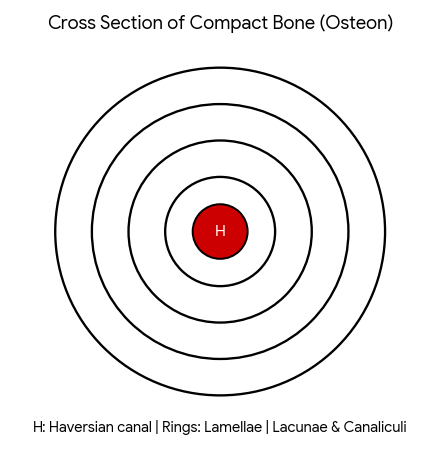 Cross Section of Compact Bone (Osteon)
H
H: Haversian canal | Rings: Lamellae | Lacunae & Canaliculi